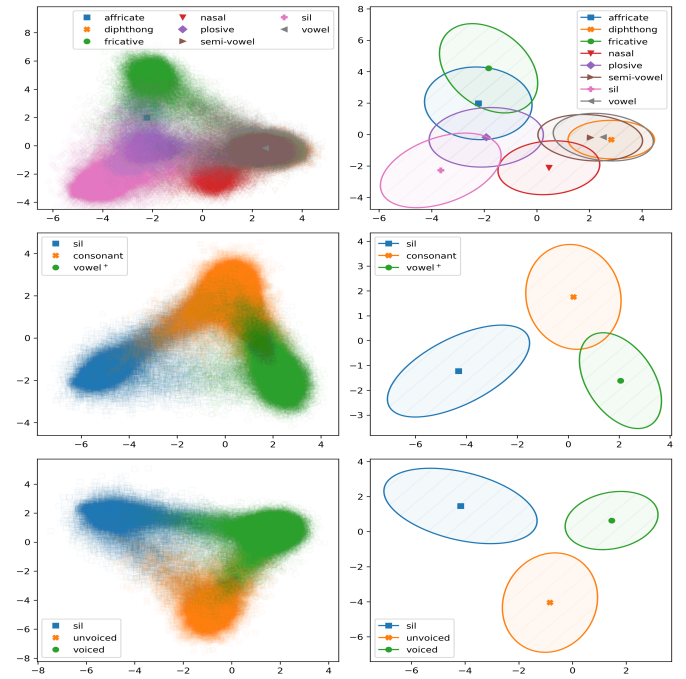 affricate nasal sil
diphthong plosive vowel
fricative semi-vowel
8
6
4
2
0
−2
−4
−6 −4 −2 0 2 4
affricate
diphthong
fricative
nasal
plosive
semi-vowel
sil
vowel
8
6
4
2
0
−2
−4
−6 −4 −2 0 2 4
sil
consonant
vowel⁺
4
2
0
−2
−4
−6 −4 −2 0 2 4
sil
consonant
vowel⁺
4
3
2
1
0
−1
−2
−3
−6 −4 −2 0 2 4
6
4
2
0
−2
−4
−6
−8
sil
unvoiced
voiced
−8 −6 −4 −2 0 2 4
4
2
0
−2
−4
−6
sil
unvoiced
voiced
−6 −4 −2 0 2